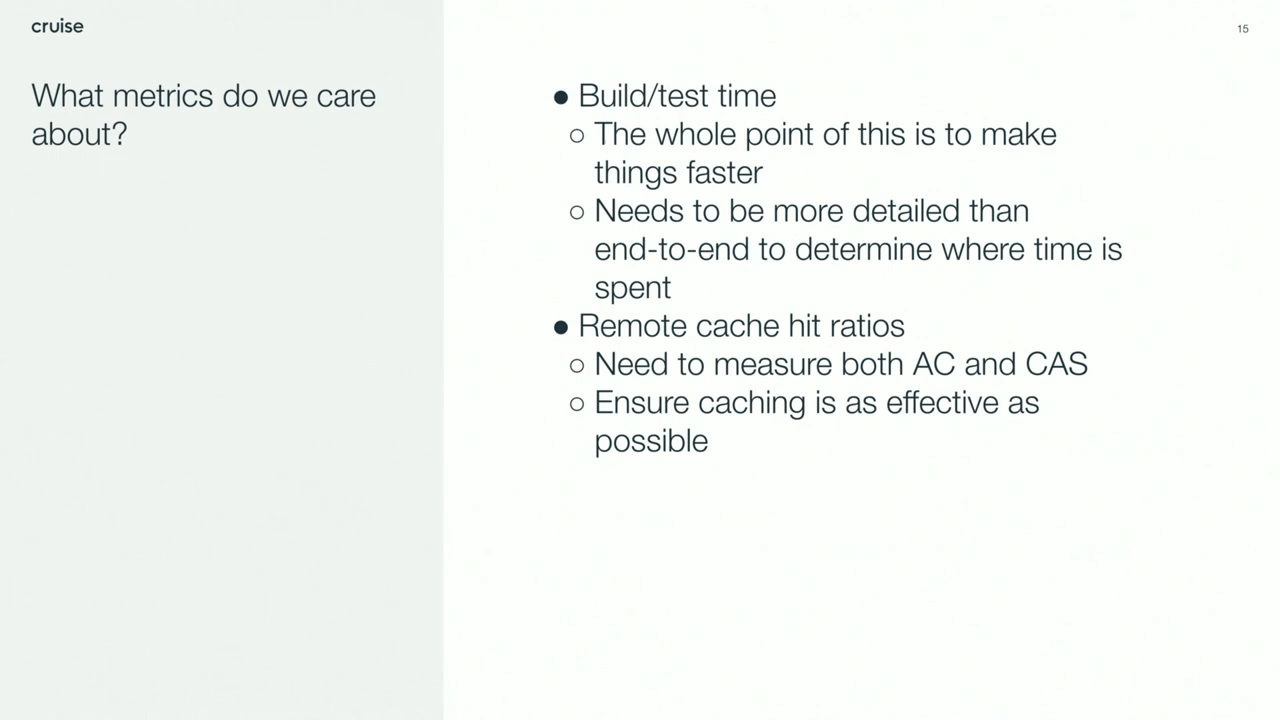 cruise
15
What metrics do we care
about?
● Build/test time
○ The whole point of this is to make
things faster
○ Needs to be more detailed than
end-to-end to determine where time is
spent
● Remote cache hit ratios
○ Need to measure both AC and CAS
○ Ensure caching is as effective as
possible